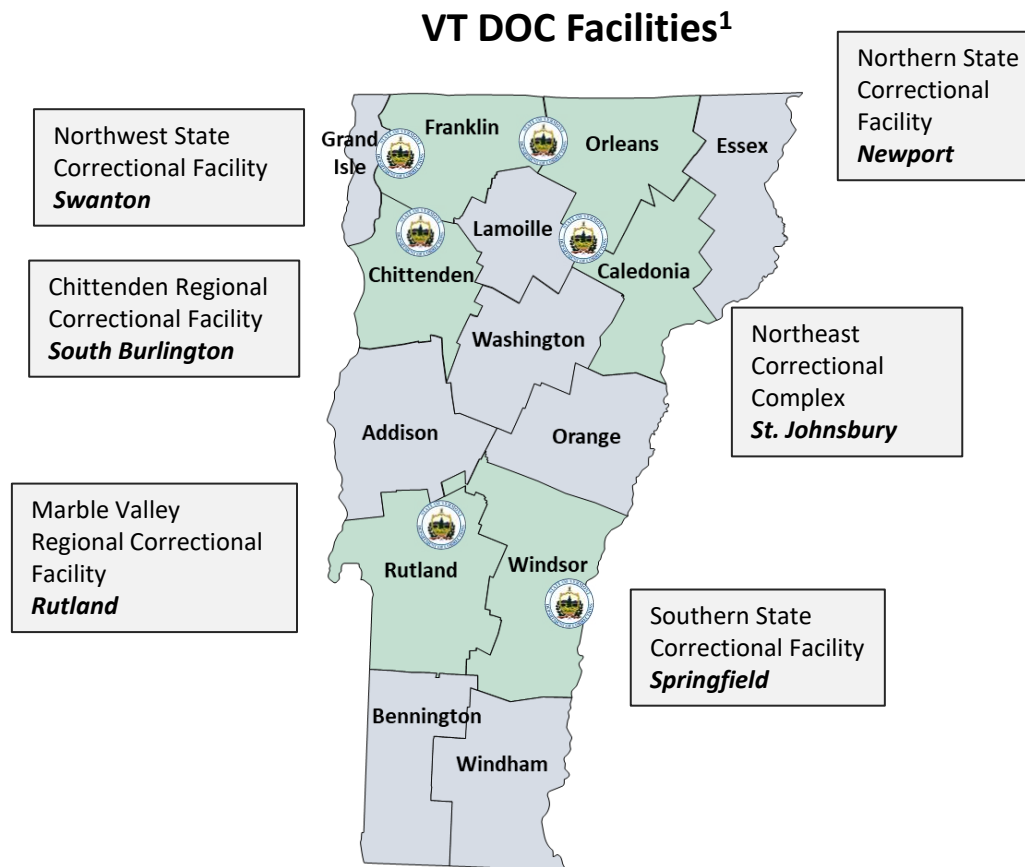 VT DOC Facilities¹
Northern State
Correctional
Facility
Newport
Northwest State
Correctional Facility
Swanton
Chittenden Regional
Correctional Facility
South Burlington
Northeast
Correctional
Complex
St. Johnsbury
Marble Valley
Regional Correctional
Facility
Rutland
Southern State
Correctional Facility
Springfield
Grand
Isle
Franklin
Orleans
Essex
Lamoille
Chittenden
Caledonia
Washington
Addison
Orange
Rutland
Windsor
Bennington
Windham